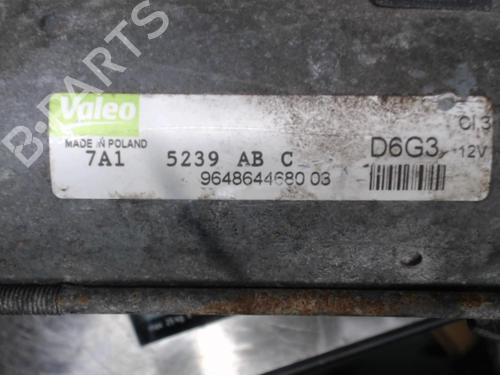 B-PARTS
Valeo
MADE IN POLAND
Cl 3
7A1 5239 AB C D6G3 12V
9648644680 03